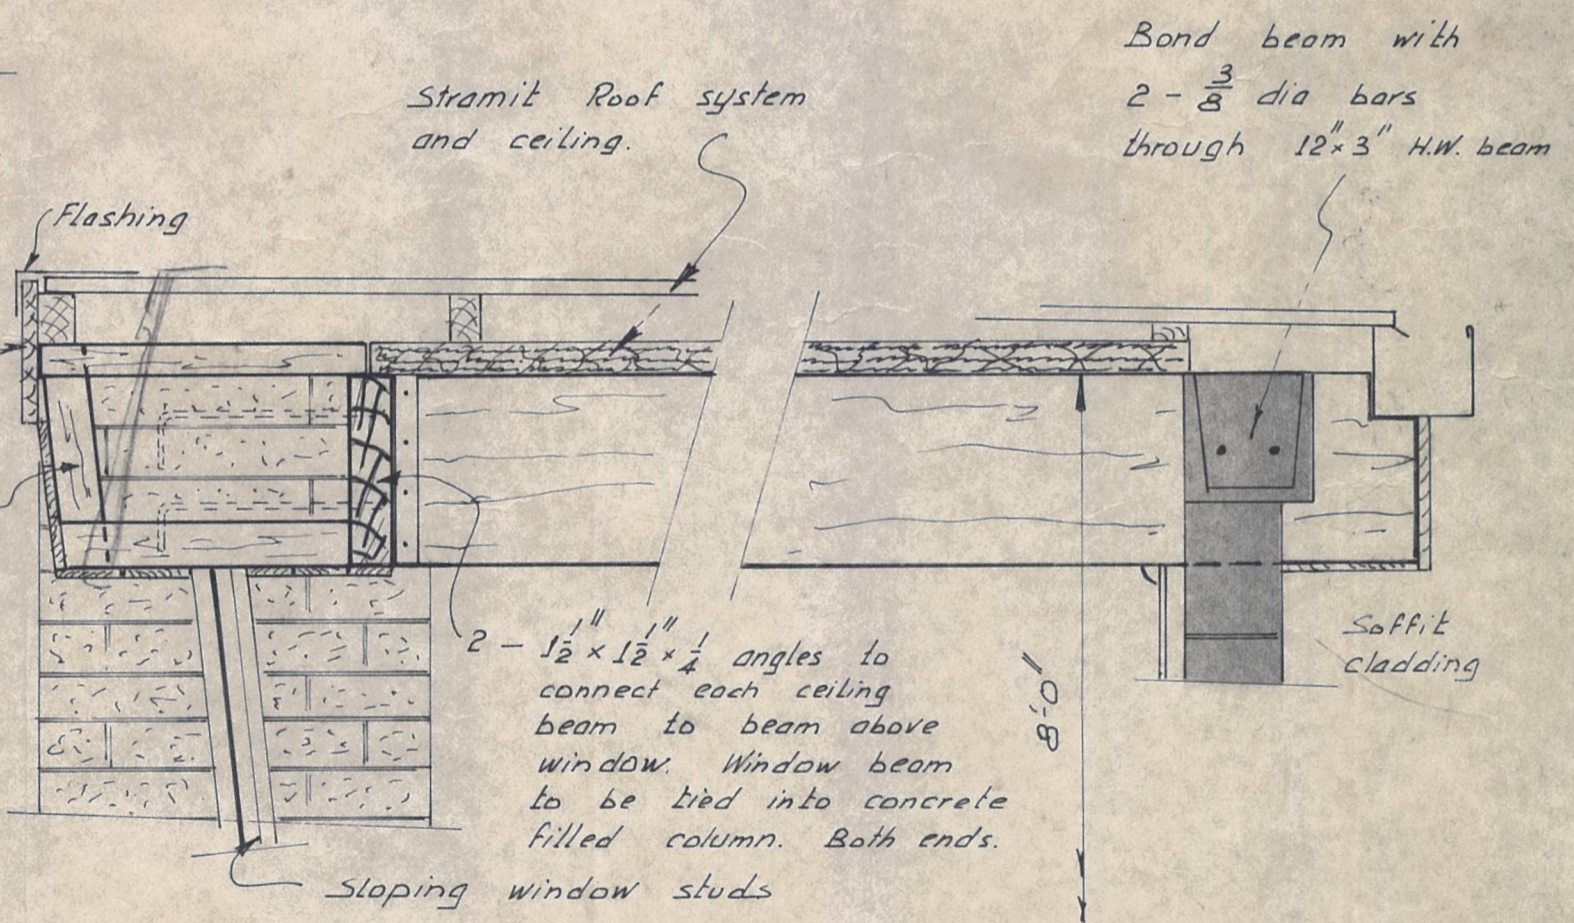 Bond beam with
2 - 3/8 dia bars
through 12"x 3" H.W. beam
Stramit Roof system
and ceiling.
Flashing
2 - 1 1/2" x 1 1/2" x 1/4 angles to
connect each ceiling
beam to beam above
window. Window beam
to be tied into concrete
filled column. Both ends.
8'-0"
Soffit
cladding
Sloping window studs